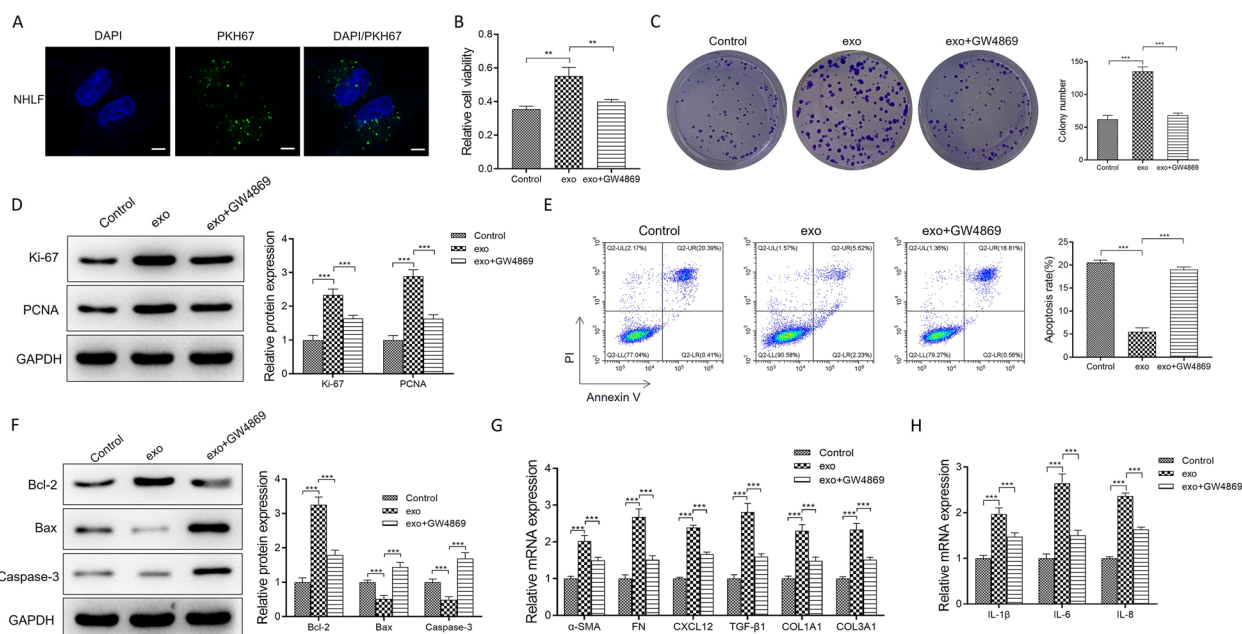 A
DAPI
PKH67
DAPI/PKH67
NHLF
B
Relative cell viability
0.8
0.6
0.4
0.2
0.0
**
**
Control
exo
exo+GW4869
C
Control
exo
exo+GW4869
Colony number
150
100
50
0
***
***
Control
exo
exo+GW4869
D
Control
exo
exo+GW4869
Ki-67
PCNA
GAPDH
Relative protein expression
4
3
2
1
0
***
***
***
***
Control
exo
exo+GW4869
Ki-67
PCNA
E
Control
exo
exo+GW4869
Q2-UL(2.17%)
Q2-UR(20.39%)
Q2-LL(77.04%)
Q2-LR(0.41%)
Q2-UL(1.57%)
Q2-UR(5.62%)
Q2-LL(90.58%)
Q2-LR(2.23%)
Q2-UL(1.36%)
Q2-UR(18.81%)
Q2-LL(79.27%)
Q2-LR(0.56%)
PI
Annexin V
Apoptosis rate(%)
25
20
15
10
5
0
***
***
Control
exo
exo+GW4869
F
Control
exo
exo+GW4869
Bcl-2
Bax
Caspase-3
GAPDH
Relative protein expression
4
3
2
1
0
***
***
***
***
***
***
Control
exo
exo+GW4869
Bcl-2
Bax
Caspase-3
G
Relative mRNA expression
4
3
2
1
0
***
***
***
***
***
***
***
***
***
***
***
***
Control
exo
exo+GW4869
α-SMA
FN
CXCL12
TGF-β1
COL1A1
COL3A1
H
Relative mRNA expression
3
2
1
0
***
***
***
***
***
***
Control
exo
exo+GW4869
IL-1β
IL-6
IL-8